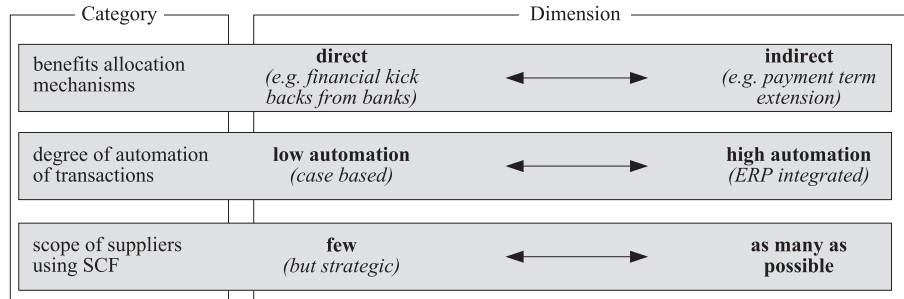 Category
Dimension
benefits allocation
mechanisms
direct
(e.g. financial kick
backs from banks)
indirect
(e.g. payment term
extension)
degree of automation
of transactions
low automation
(case based)
high automation
(ERP integrated)
scope of suppliers
using SCF
few
(but strategic)
as many as
possible